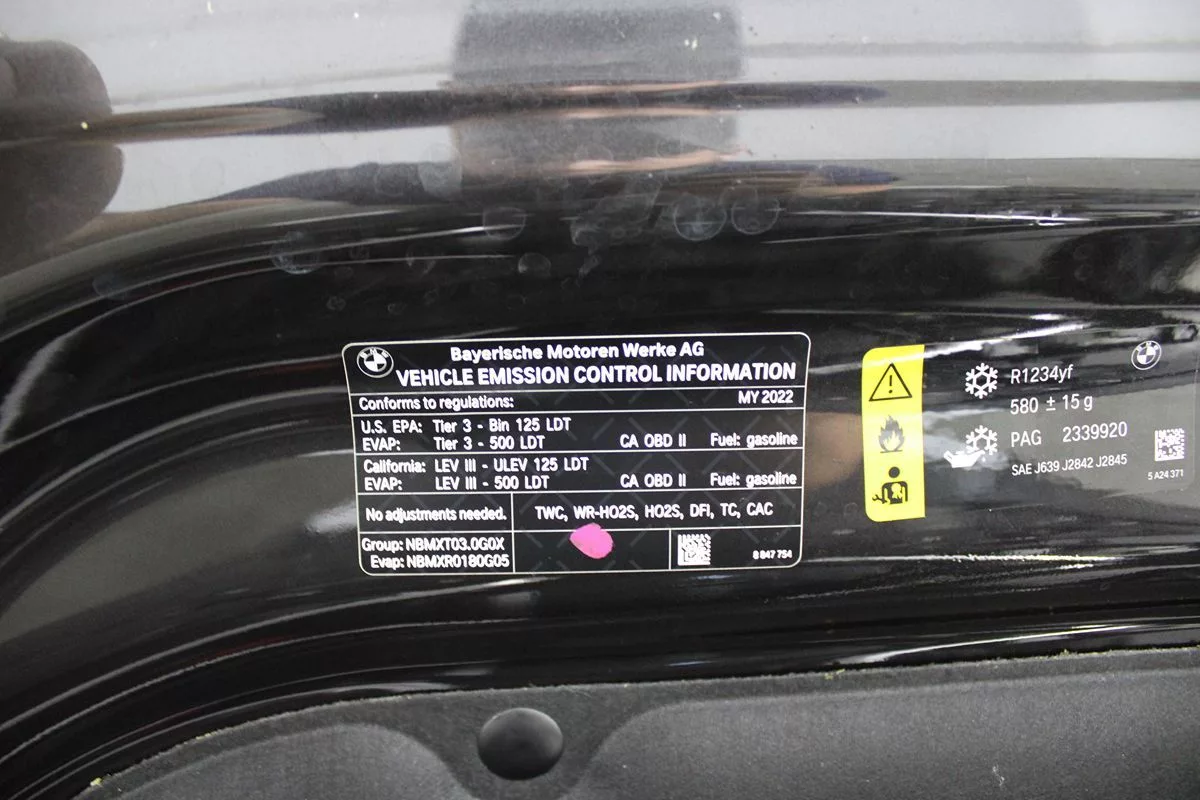 Bayerische Motoren Werke AG
VEHICLE EMISSION CONTROL INFORMATION
Conforms to regulations: MY 2022
U.S. EPA: Tier 3 - Bin 125 LDT
EVAP: Tier 3 - 500 LDT CA OBD II Fuel: gasoline
California: LEV III - ULEV 125 LDT
EVAP: LEV III - 500 LDT CA OBD II Fuel: gasoline
No adjustments needed. TWC, WR-HO2S, HO2S, DFI, TC, CAC
Group: NBMXT03.0G0X
Evap: NBMXR0180G05
8 847 754
R1234yf
580 ± 15 g
PAG 2339920
SAE J639 J2842 J2845
5 A24 371